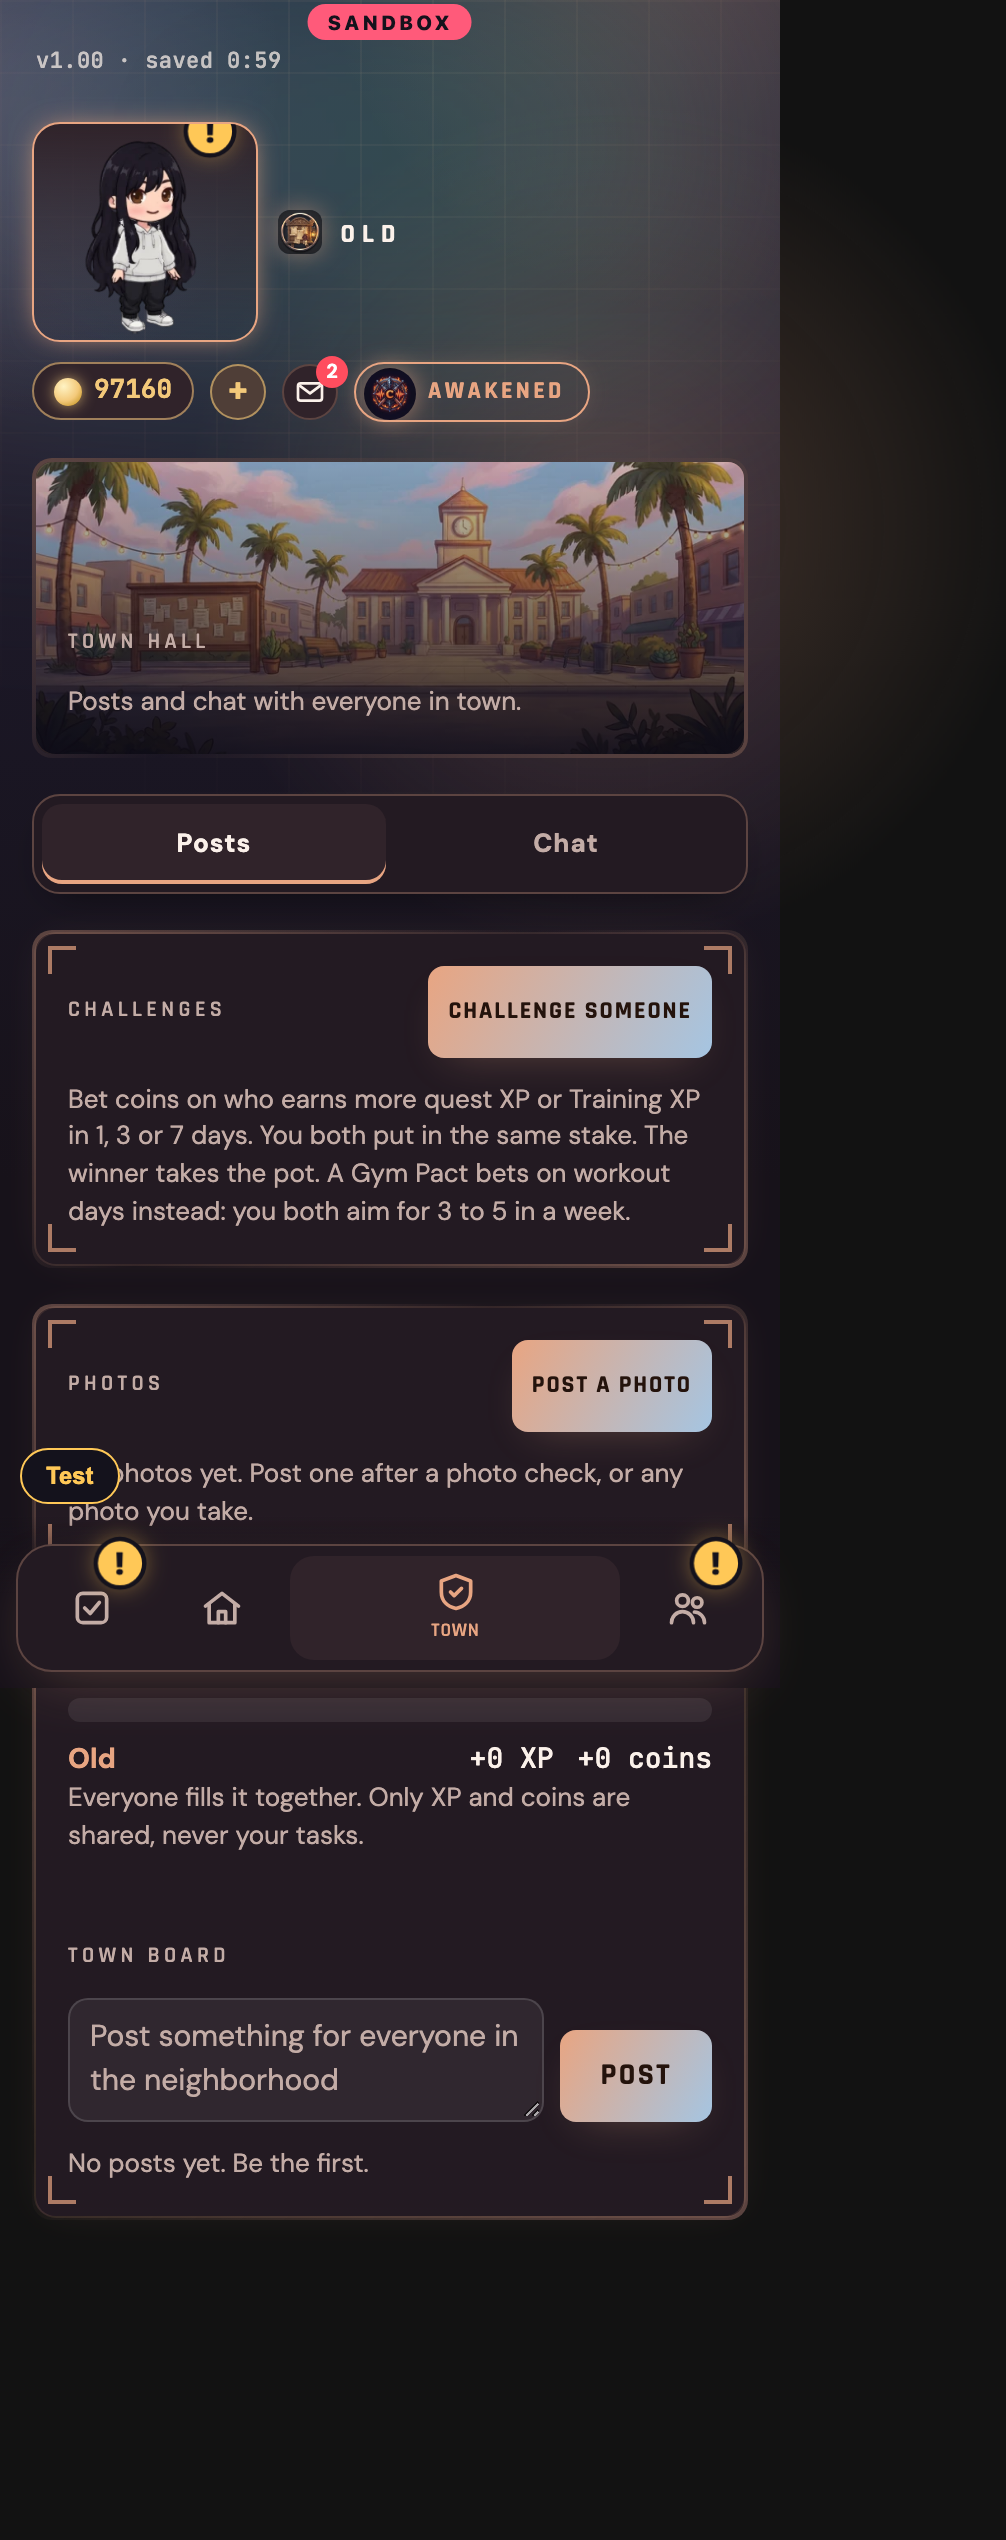 SANDBOX
v1.00 · saved 0:59
!
OLD
97160
+
2
C
AWAKENED
TOWN HALL
Posts and chat with everyone in town.
Posts
Chat
CHALLENGES
CHALLENGE SOMEONE
Bet coins on who earns more quest XP or Training XP
in 1, 3 or 7 days. You both put in the same stake. The
winner takes the pot. A Gym Pact bets on workout
days instead: you both aim for 3 to 5 in a week.
PHOTOS
POST A PHOTO
Test
photos yet. Post one after a photo check, or any
photo you take.
!
!
TOWN
Old
+0 XP +0 coins
Everyone fills it together. Only XP and coins are
shared, never your tasks.
TOWN BOARD
Post something for everyone in
the neighborhood
POST
No posts yet. Be the first.